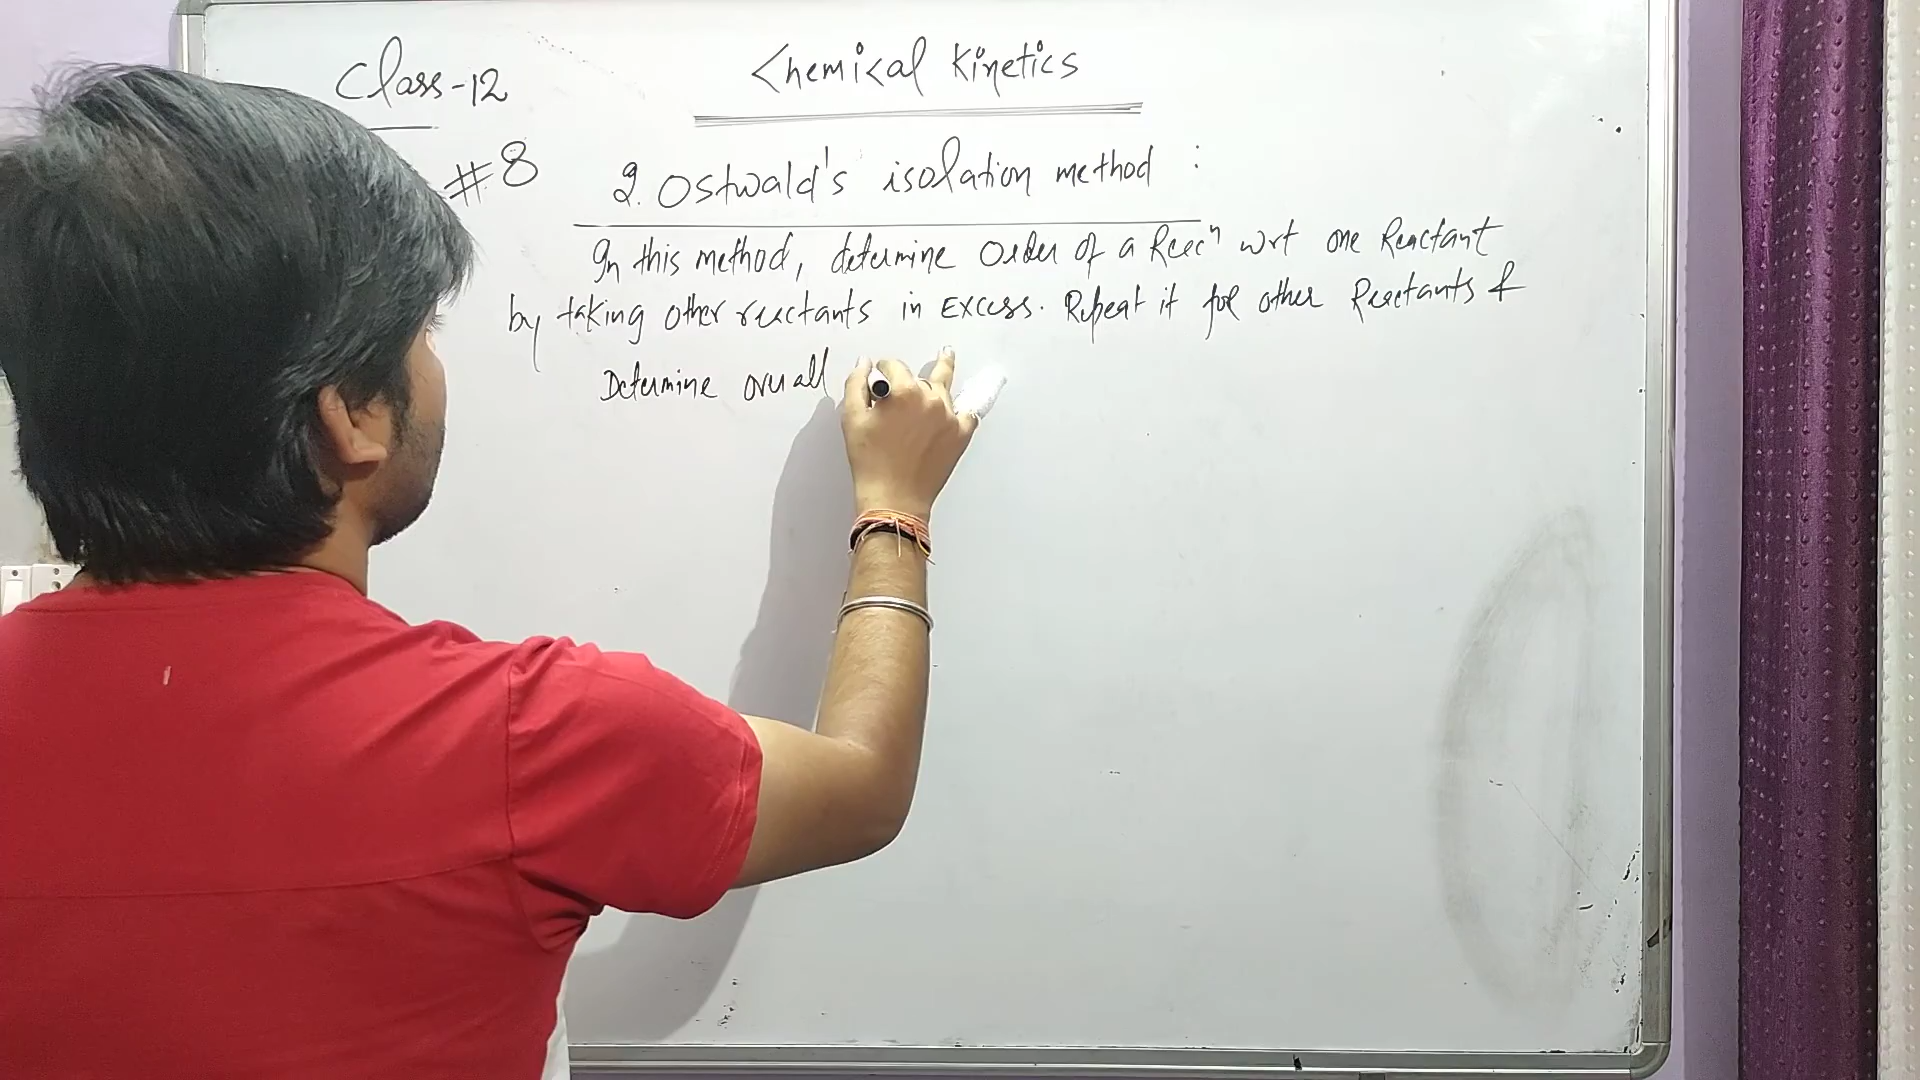 Class-12
Chemical Kinetics
#8
2. Ostwald's isolation method :
In this method, determine Order of a Reacⁿ wrt one Reactant
by taking other reactants in Excess. Repeat it for other Reactants &
Determine overall